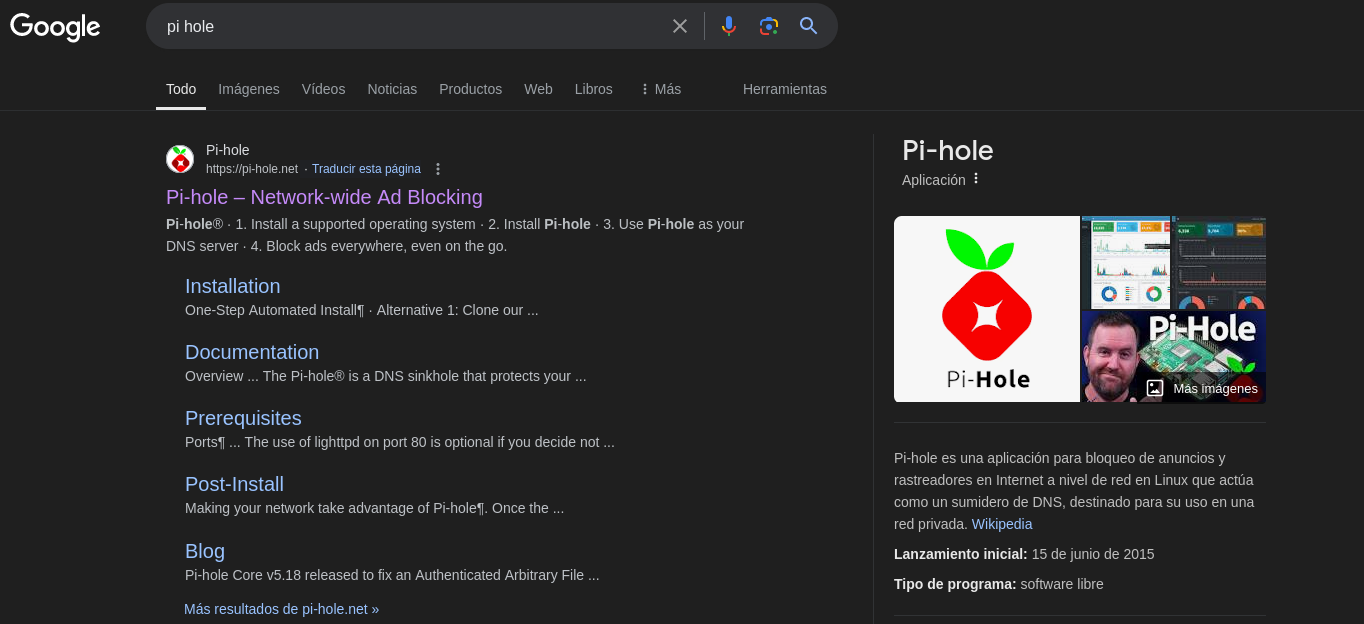 Google
pi hole
Todo Imágenes Vídeos Noticias Productos Web Libros Más Herramientas
Pi-hole
https://pi-hole.net · Traducir esta página
Pi-hole – Network-wide Ad Blocking
Pi-hole® · 1. Install a supported operating system · 2. Install Pi-hole · 3. Use Pi-hole as your
DNS server · 4. Block ads everywhere, even on the go.
Installation
One-Step Automated Install¶ · Alternative 1: Clone our ...
Documentation
Overview ... The Pi-hole® is a DNS sinkhole that protects your ...
Prerequisites
Ports¶ ... The use of lighttpd on port 80 is optional if you decide not ...
Post-Install
Making your network take advantage of Pi-hole¶. Once the ...
Blog
Pi-hole Core v5.18 released to fix an Authenticated Arbitrary File ...
Más resultados de pi-hole.net »
Pi-hole
Aplicación
Pi-Hole
Pi-Hole
Más imágenes
Pi-hole es una aplicación para bloqueo de anuncios y
rastreadores en Internet a nivel de red en Linux que actúa
como un sumidero de DNS, destinado para su uso en una
red privada. Wikipedia
Lanzamiento inicial: 15 de junio de 2015
Tipo de programa: software libre